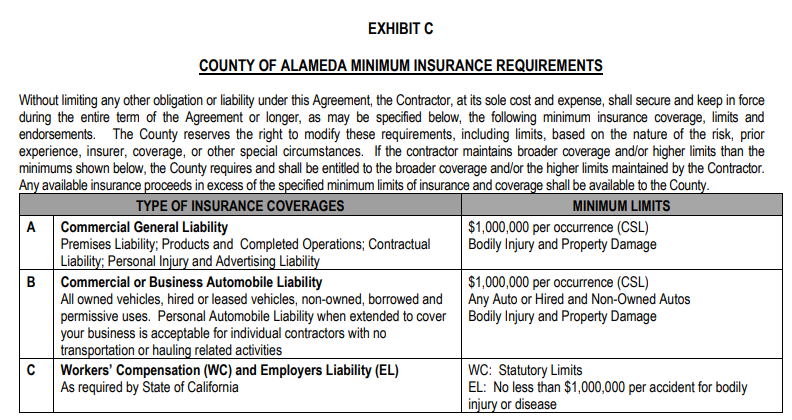 EXHIBIT C
COUNTY OF ALAMEDA MINIMUM INSURANCE REQUIREMENTS
Without limiting any other obligation or liability under this Agreement, the Contractor, at its sole cost and expense, shall secure and keep in force
during the entire term of the Agreement or longer, as may be specified below, the following minimum insurance coverage, limits and
endorsements. The County reserves the right to modify these requirements, including limits, based on the nature of the risk, prior
experience, insurer, coverage, or other special circumstances. If the contractor maintains broader coverage and/or higher limits than the
minimums shown below, the County requires and shall be entitled to the broader coverage and/or the higher limits maintained by the Contractor.
Any available insurance proceeds in excess of the specified minimum limits of insurance and coverage shall be available to the County.
TYPE OF INSURANCE COVERAGES MINIMUM LIMITS
A Commercial General Liability $1,000,000 per occurrence (CSL)
Premises Liability; Products and Completed Operations; Contractual Bodily Injury and Property Damage
Liability; Personal Injury and Advertising Liability
B Commercial or Business Automobile Liability $1,000,000 per occurrence (CSL)
All owned vehicles, hired or leased vehicles, non-owned, borrowed and Any Auto or Hired and Non-Owned Autos
permissive uses. Personal Automobile Liability when extended to cover Bodily Injury and Property Damage
your business is acceptable for individual contractors with no
transportation or hauling related activities
C Workers' Compensation (WC) and Employers Liability (EL) WC: Statutory Limits
As required by State of California EL: No less than $1,000,000 per accident for bodily
injury or disease